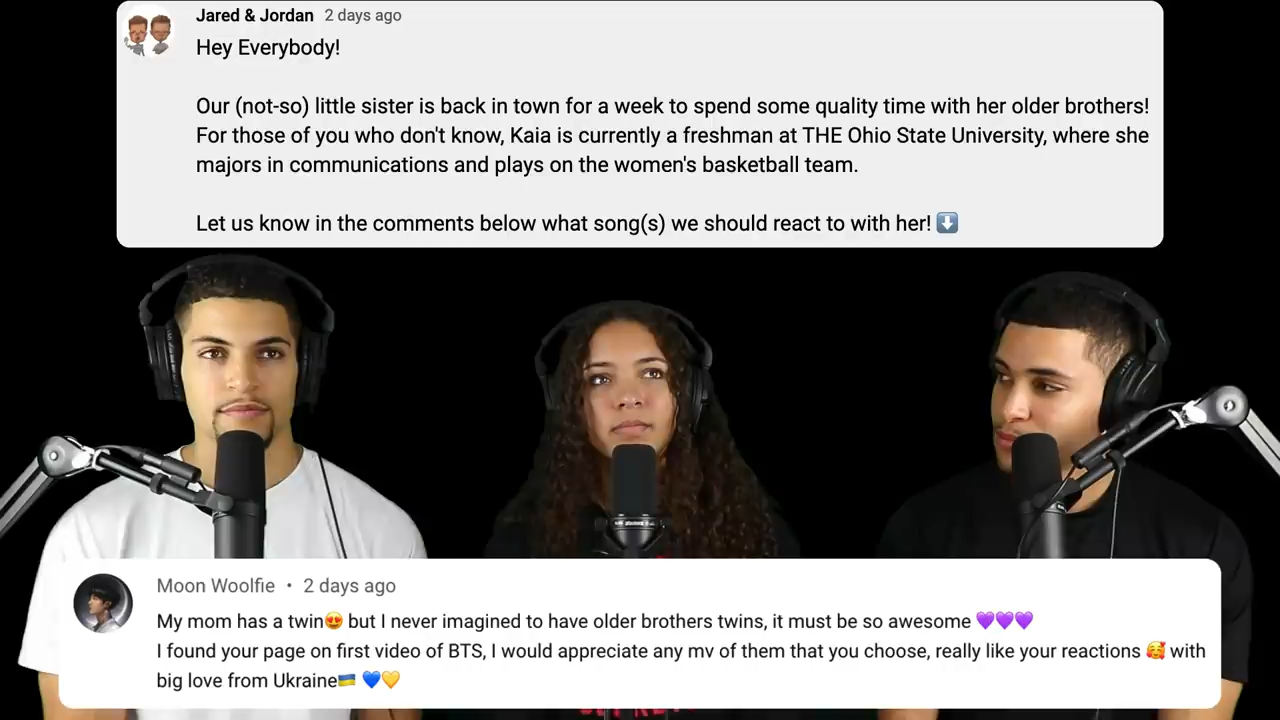 Jared & Jordan 2 days ago
Hey Everybody!
Our (not-so) little sister is back in town for a week to spend some quality time with her older brothers!
For those of you who don't know, Kaia is currently a freshman at THE Ohio State University, where she
majors in communications and plays on the women's basketball team.
Let us know in the comments below what song(s) we should react to with her! ⬇️
Moon Woolfie • 2 days ago
My mom has a twin😍 but I never imagined to have older brothers twins, it must be so awesome 💜💜💜
I found your page on first video of BTS, I would appreciate any mv of them that you choose, really like your reactions 🥰 with
big love from Ukraine🇺🇦 💙💛